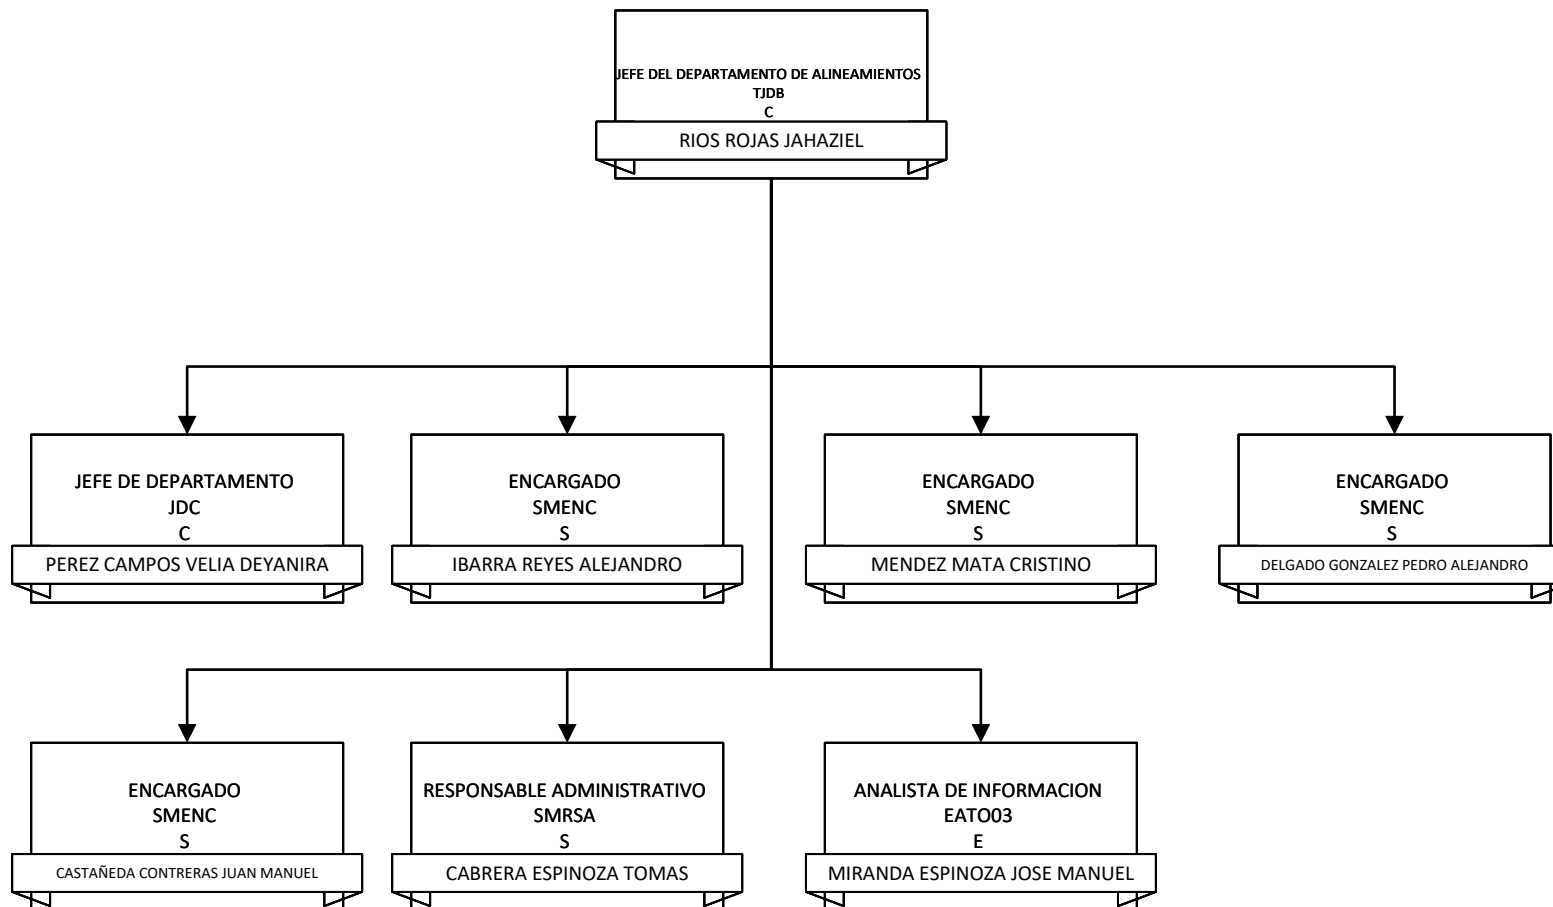 JEFE DEL DEPARTAMENTO DE ALINEAMIENTOS
TJDB
C
RIOS ROJAS JAHAZIEL
JEFE DE DEPARTAMENTO
JDC
C
PEREZ CAMPOS VELIA DEYANIRA
ENCARGADO
SMENC
S
IBARRA REYES ALEJANDRO
ENCARGADO
SMENC
S
MENDEZ MATA CRISTINO
ENCARGADO
SMENC
S
DELGADO GONZALEZ PEDRO ALEJANDRO
ENCARGADO
SMENC
S
CASTAÑEDA CONTRERAS JUAN MANUEL
RESPONSABLE ADMINISTRATIVO
SMRSA
S
CABRERA ESPINOZA TOMAS
ANALISTA DE INFORMACION
EATO03
E
MIRANDA ESPINOZA JOSE MANUEL